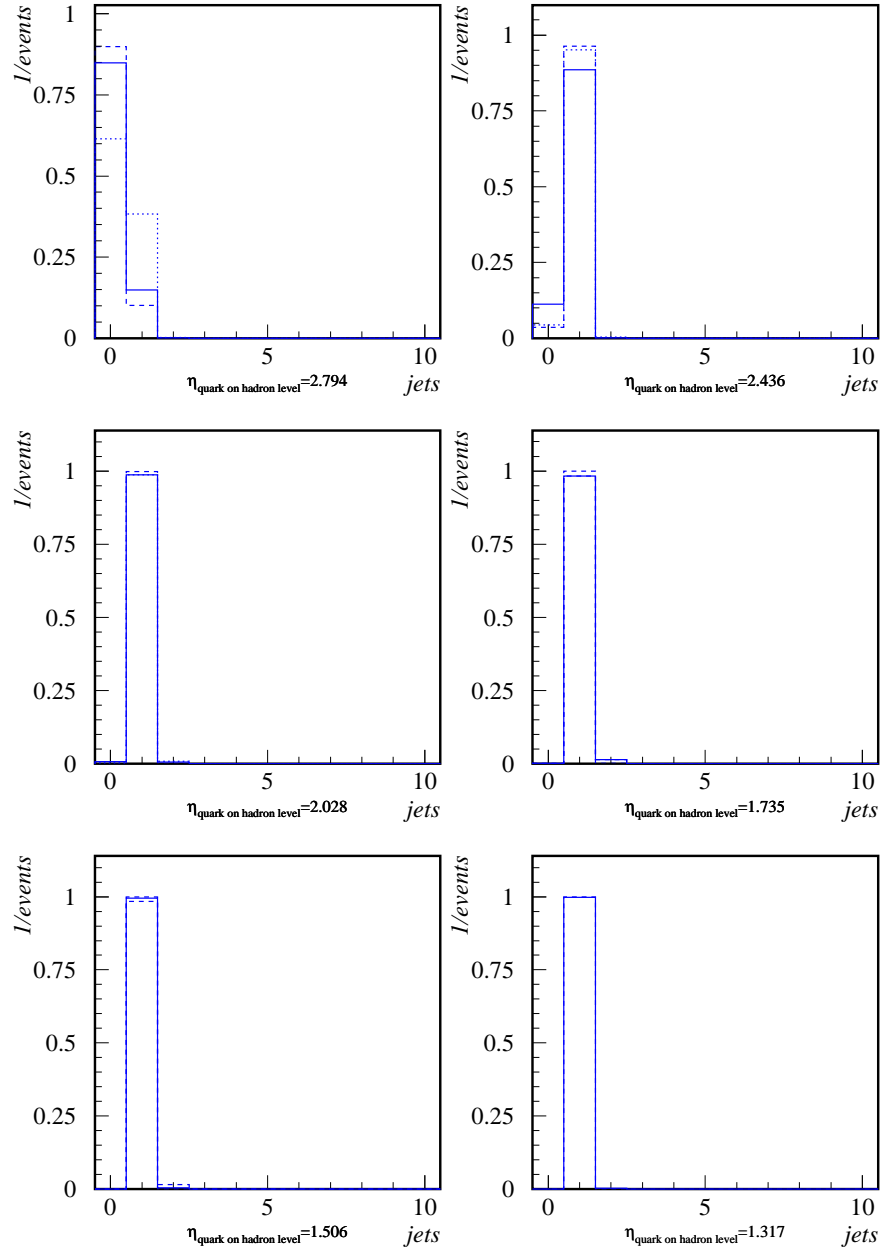 1/events
1
0.75
0.5
0.25
0
0 5 10
η quark on hadron level=2.794 jets
1/events
1
0.75
0.5
0.25
0
0 5 10
η quark on hadron level=2.436 jets
1/events
1
0.75
0.5
0.25
0
0 5 10
η quark on hadron level=2.028 jets
1/events
1
0.75
0.5
0.25
0
0 5 10
η quark on hadron level=1.735 jets
1/events
1
0.75
0.5
0.25
0
0 5 10
η quark on hadron level=1.506 jets
1/events
1
0.75
0.5
0.25
0
0 5 10
η quark on hadron level=1.317 jets